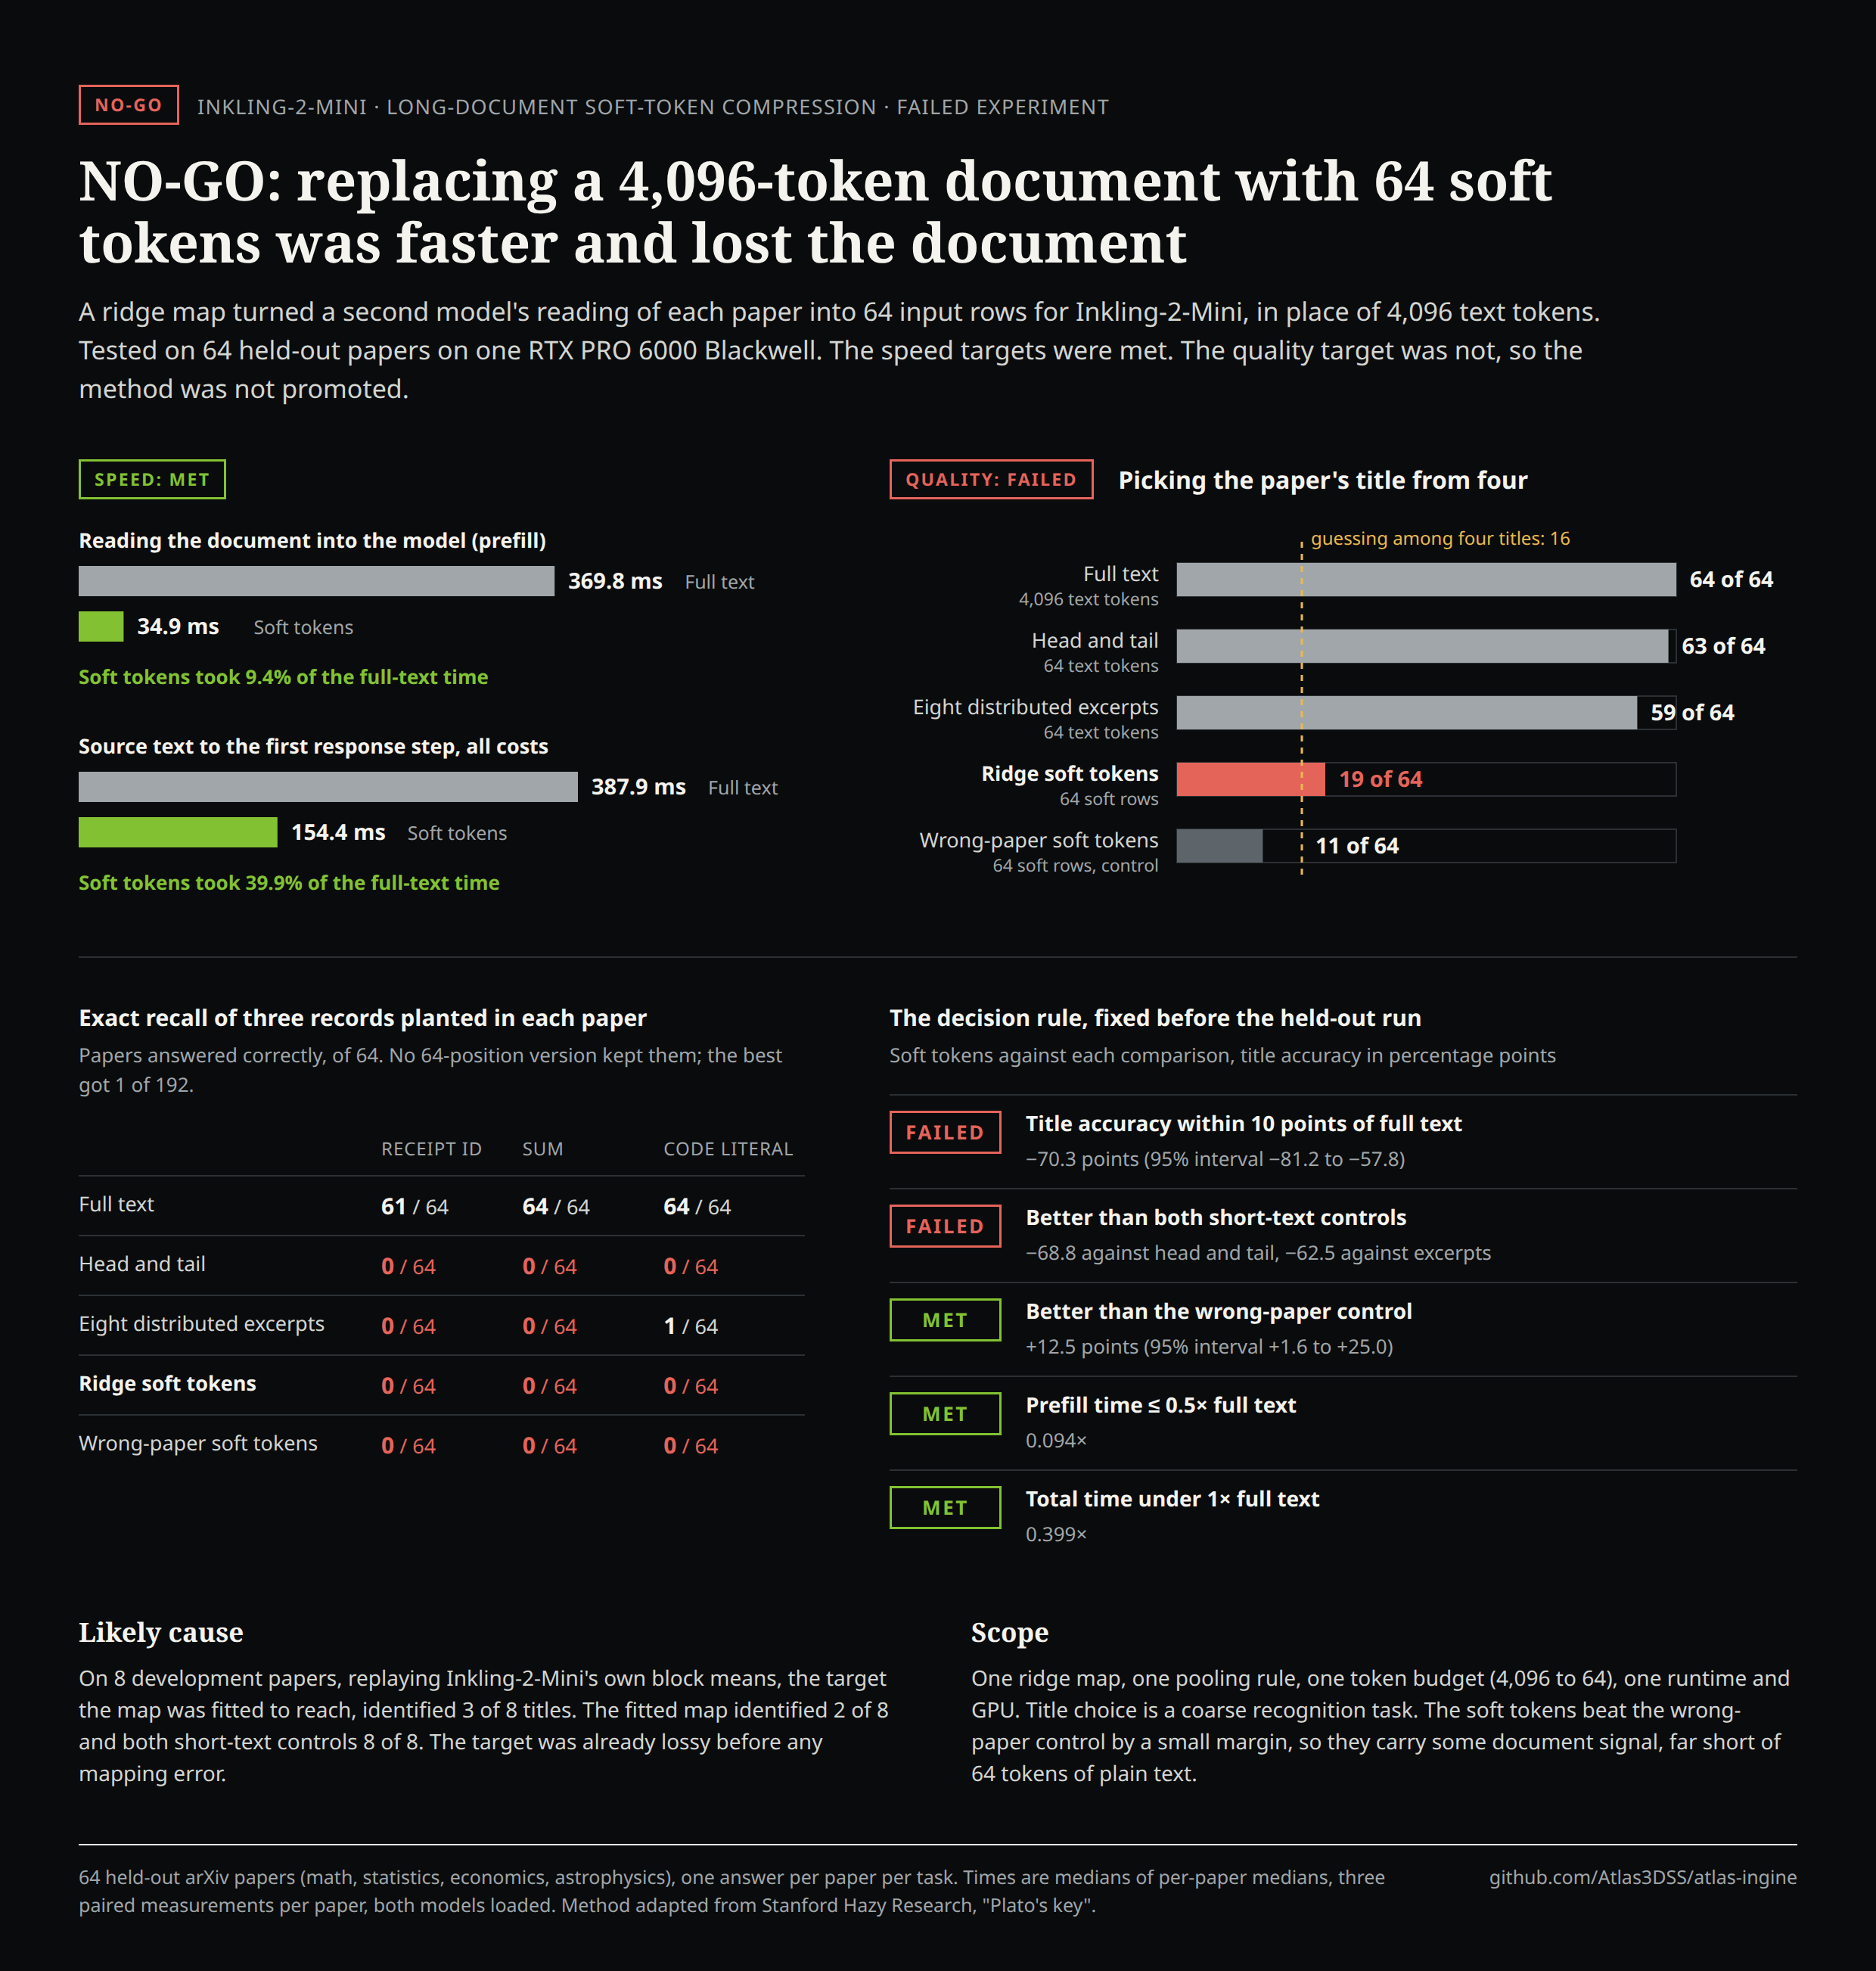 NO-GO
INKLING-2-MINI · LONG-DOCUMENT SOFT-TOKEN COMPRESSION · FAILED EXPERIMENT
NO-GO: replacing a 4,096-token document with 64 soft
tokens was faster and lost the document
A ridge map turned a second model's reading of each paper into 64 input rows for Inkling-2-Mini, in place of 4,096 text tokens.
Tested on 64 held-out papers on one RTX PRO 6000 Blackwell. The speed targets were met. The quality target was not, so the
method was not promoted.
SPEED: MET
Reading the document into the model (prefill)
369.8 ms Full text
34.9 ms Soft tokens
Soft tokens took 9.4% of the full-text time
Source text to the first response step, all costs
387.9 ms Full text
154.4 ms Soft tokens
Soft tokens took 39.9% of the full-text time
QUALITY: FAILED Picking the paper's title from four
guessing among four titles: 16
Full text 64 of 64
4,096 text tokens
Head and tail 63 of 64
64 text tokens
Eight distributed excerpts 59 of 64
64 text tokens
Ridge soft tokens 19 of 64
64 soft rows
Wrong-paper soft tokens 11 of 64
64 soft rows, control
Exact recall of three records planted in each paper
Papers answered correctly, of 64. No 64-position version kept them; the best
got 1 of 192.
RECEIPT ID SUM CODE LITERAL
Full text 61 / 64 64 / 64 64 / 64
Head and tail 0 / 64 0 / 64 0 / 64
Eight distributed excerpts 0 / 64 0 / 64 1 / 64
Ridge soft tokens 0 / 64 0 / 64 0 / 64
Wrong-paper soft tokens 0 / 64 0 / 64 0 / 64
The decision rule, fixed before the held-out run
Soft tokens against each comparison, title accuracy in percentage points
FAILED Title accuracy within 10 points of full text
−70.3 points (95% interval −81.2 to −57.8)
FAILED Better than both short-text controls
−68.8 against head and tail, −62.5 against excerpts
MET Better than the wrong-paper control
+12.5 points (95% interval +1.6 to +25.0)
MET Prefill time ≤ 0.5× full text
0.094×
MET Total time under 1× full text
0.399×
Likely cause
On 8 development papers, replaying Inkling-2-Mini's own block means, the target
the map was fitted to reach, identified 3 of 8 titles. The fitted map identified 2 of 8
and both short-text controls 8 of 8. The target was already lossy before any
mapping error.
Scope
One ridge map, one pooling rule, one token budget (4,096 to 64), one runtime and
GPU. Title choice is a coarse recognition task. The soft tokens beat the wrong-
paper control by a small margin, so they carry some document signal, far short of
64 tokens of plain text.
64 held-out arXiv papers (math, statistics, economics, astrophysics), one answer per paper per task. Times are medians of per-paper medians, three
paired measurements per paper, both models loaded. Method adapted from Stanford Hazy Research, "Plato's key".
github.com/Atlas3DSS/atlas-ingine